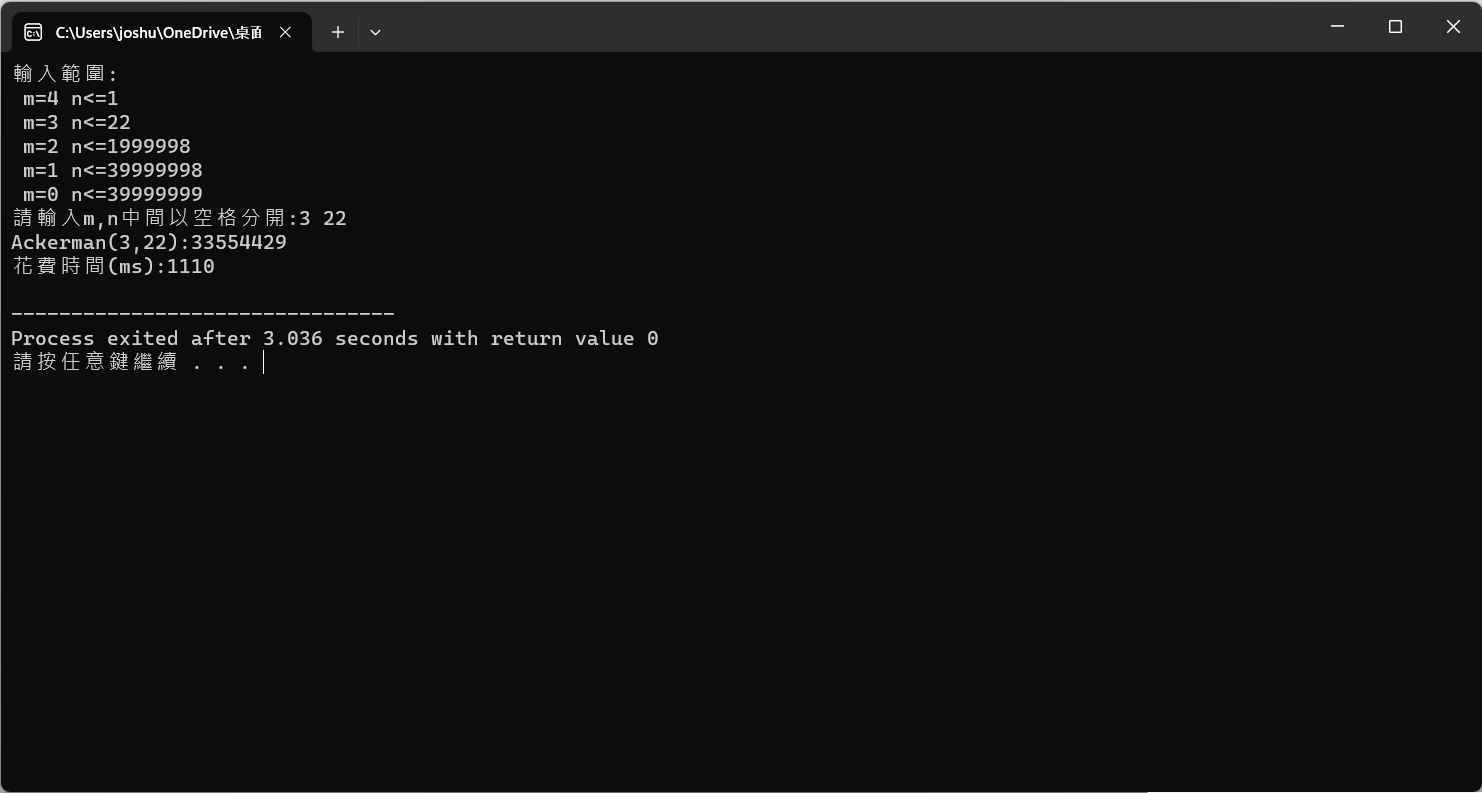 C:\Users\joshu\OneDrive\桌面
輸入範圍:
m=4 n<=1
m=3 n<=22
m=2 n<=1999998
m=1 n<=39999998
m=0 n<=39999999
請輸入m,n中間以空格分開:3 22
Ackerman(3,22):33554429
花費時間(ms):1110
--------------------------------
Process exited after 3.036 seconds with return value 0
請按任意鍵繼續 . . .